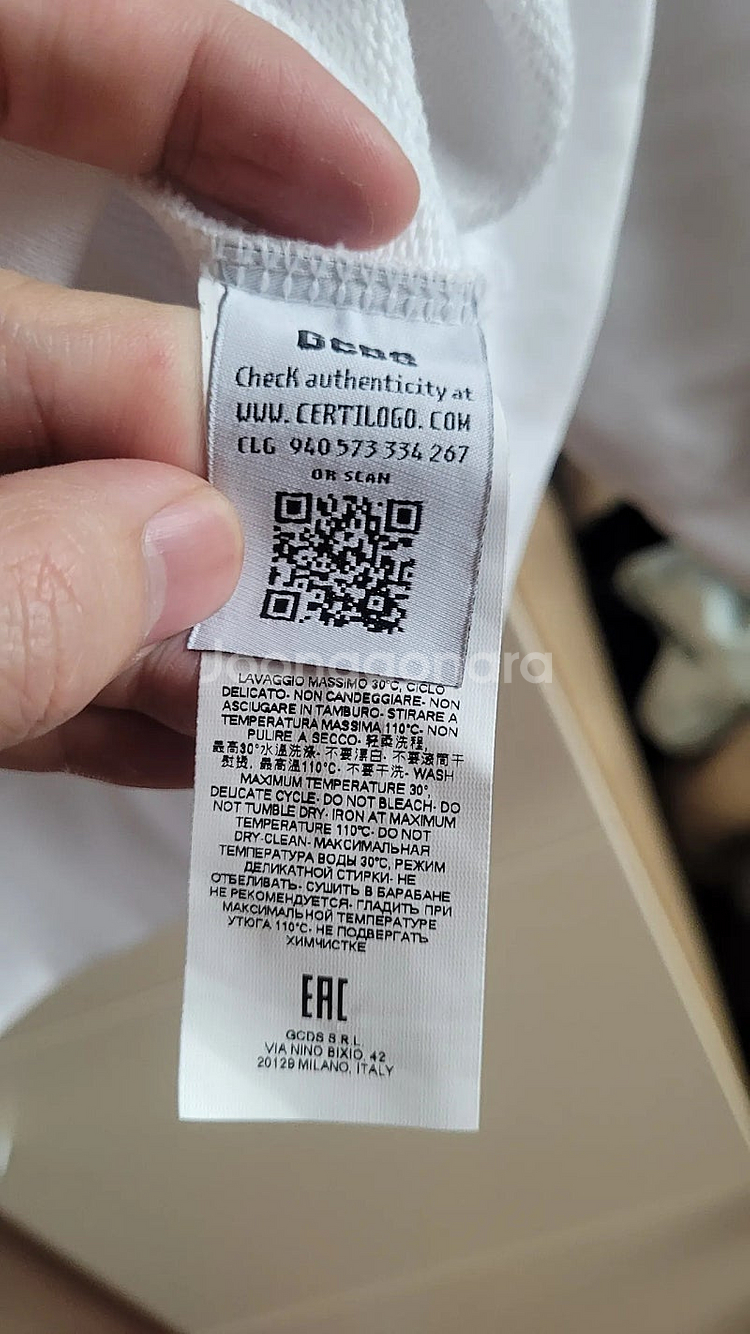 Gcds
Check authenticity at
WWW.CERTILOGO.COM
CLG 940 573 334 267
OR SCAN
Joonggonara
LAVAGGIO MASSIMO 30°C, CICLO
DELICATO- NON CANDEGGIARE- NON
ASCIUGARE IN TAMBURO- STIRARE A
TEMPERATURA MASSIMA 110°C- NON
PULIRE A SECCO- 轻柔洗程,
最高30°水温洗涤- 不要漂白- 不要滚筒干
熨烫, 最高温110°C- 不要干洗- WASH
MAXIMUM TEMPERATURE 30°,
DELICATE CYCLE- DO NOT BLEACH- DO
NOT TUMBLE DRY- IRON AT MAXIMUM
TEMPERATURE 110°C- DO NOT
DRY-CLEAN- МАКСИМАЛЬНАЯ
ТЕМПЕРАТУРА ВОДЫ 30°C, РЕЖИМ
ДЕЛИКАТНОЙ СТИРКИ- НЕ
ОТБЕЛИВАТЬ- СУШИТЬ В БАРАБАНЕ
НЕ РЕКОМЕНДУЕТСЯ- ГЛАДИТЬ ПРИ
МАКСИМАЛЬНОЙ ТЕМПЕРАТУРЕ
УТЮГА 110°C- НЕ ПОДВЕРГАТЬ
ХИМЧИСТКЕ
EAC
GCDS S.R.L.
VIA NINO BIXIO, 42
20129 MILANO, ITALY